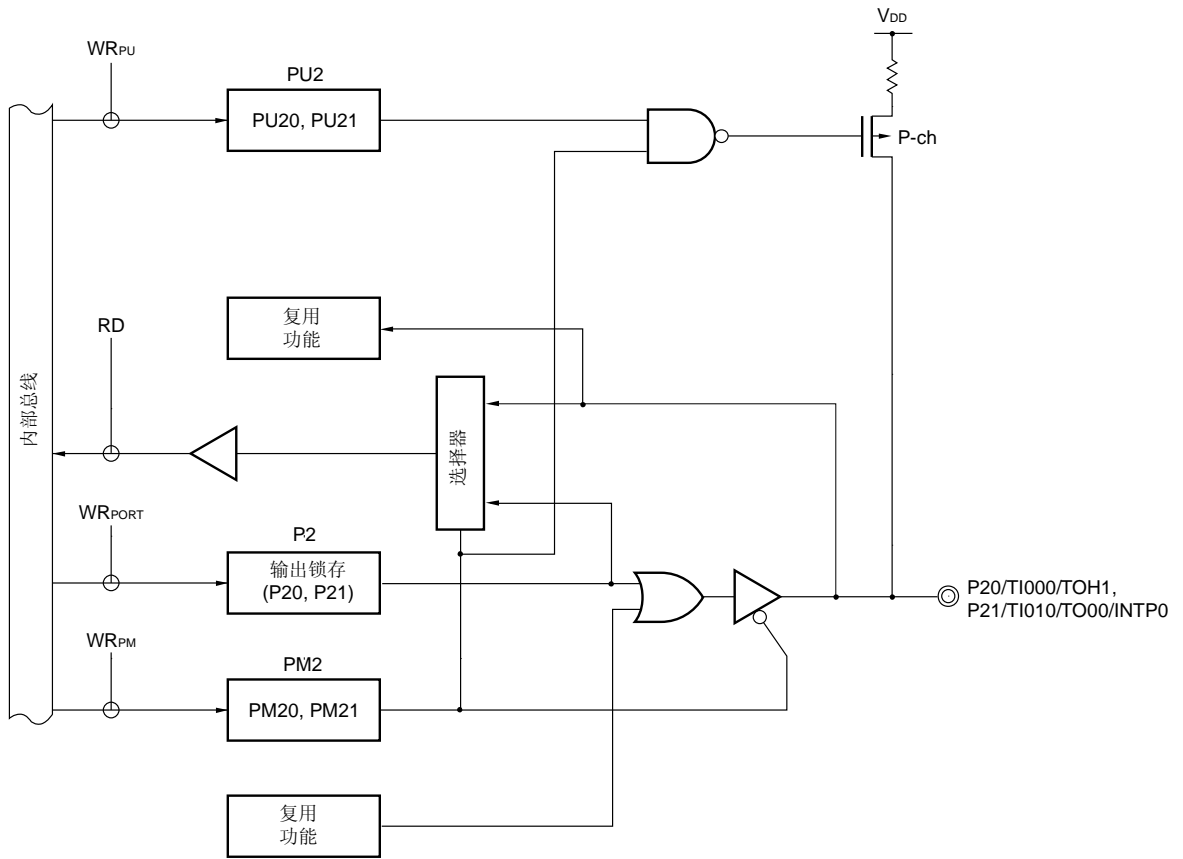 VDD
WRPU
PU2
PU20, PU21
P-ch
复用
功能
RD
内部总线
选择器
WRPORT
P2
输出锁存
(P20, P21)
P20/TI000/TOH1,
P21/TI010/TO00/INTP0
WRPM
PM2
PM20, PM21
复用
功能